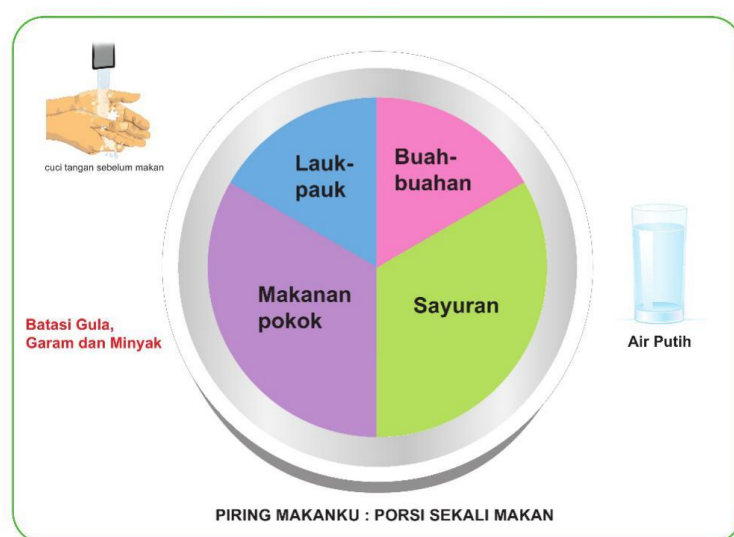 cuci tangan sebelum makan
Lauk-
pauk
Buah-
buahan
Makanan
pokok
Sayuran
Batasi Gula,
Garam dan Minyak
Air Putih
PIRING MAKANKU : PORSI SEKALI MAKAN